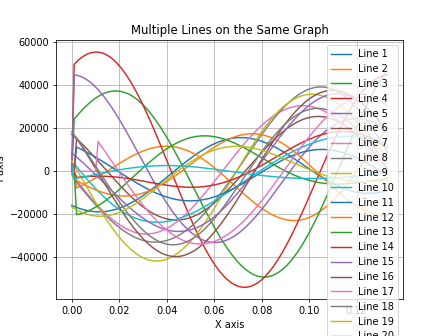 Multiple Lines on the Same Graph
60000
40000
20000
0
−20000
−40000
0.00
0.02
0.04
0.06
0.08
0.10
X axis
Line 1
Line 2
Line 3
Line 4
Line 5
Line 6
Line 7
Line 8
Line 9
Line 10
Line 11
Line 12
Line 13
Line 14
Line 15
Line 16
Line 17
Line 18
Line 19
Line 20